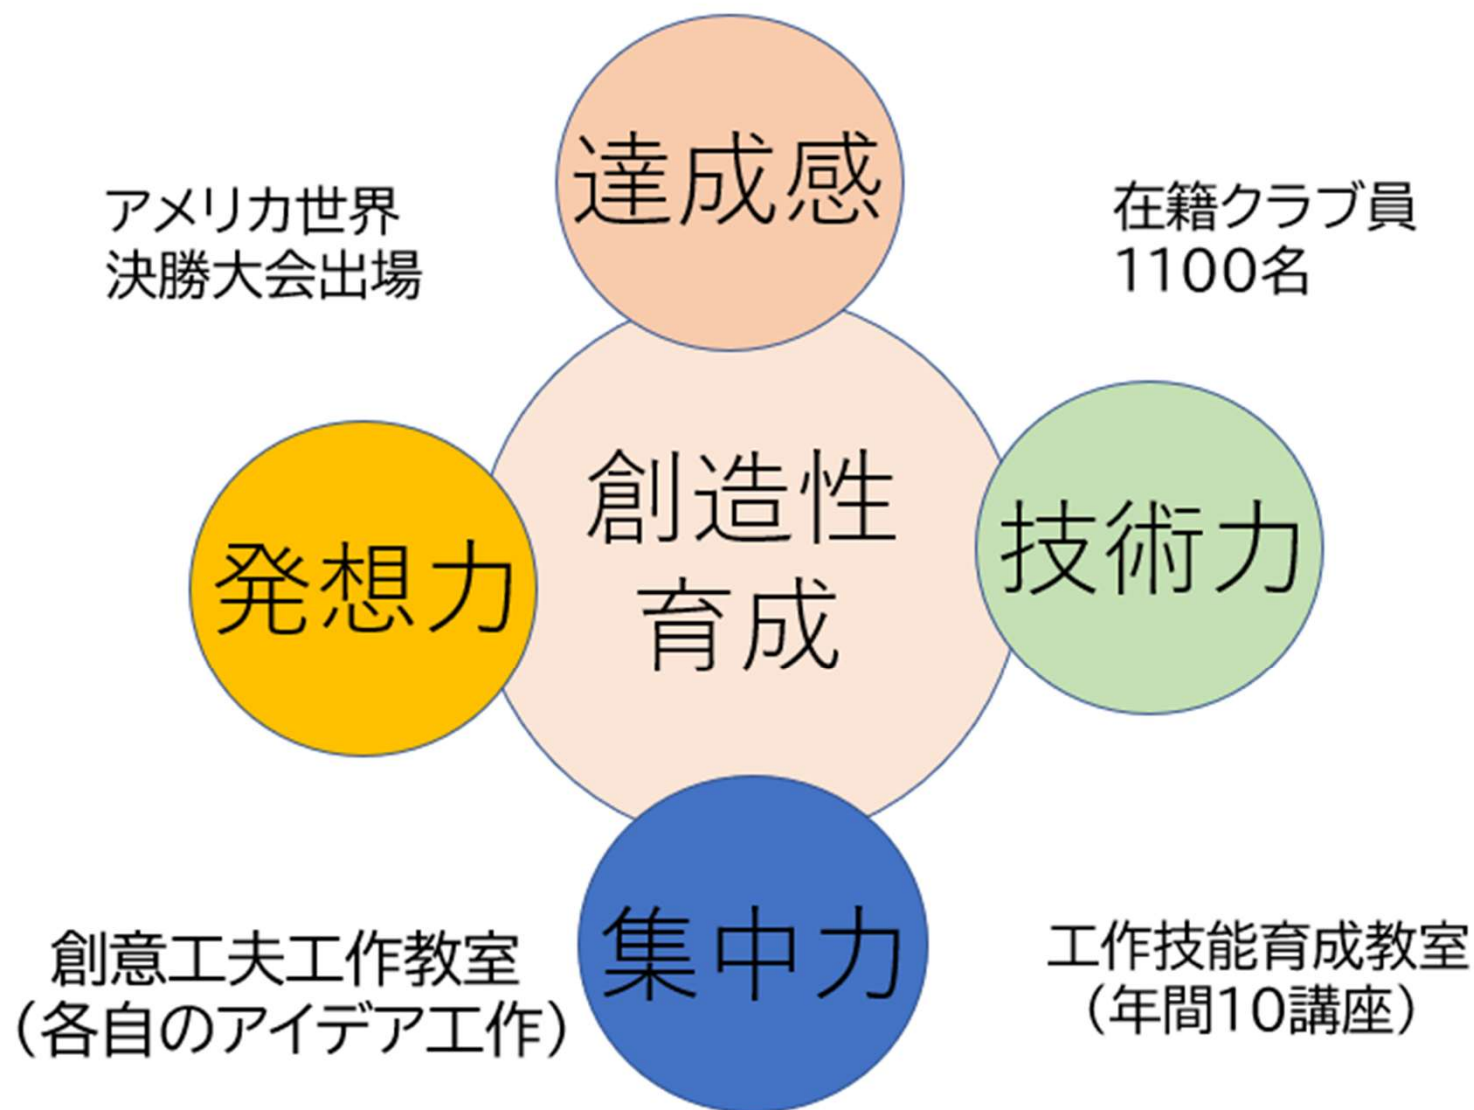 達成感
アメリカ世界
決勝大会出場
在籍クラブ員
1100名
創造性
育成
発想力
技術力
集中力
創意工夫工作教室
（各自のアイデア工作）
工作技能育成教室
（年間10講座）